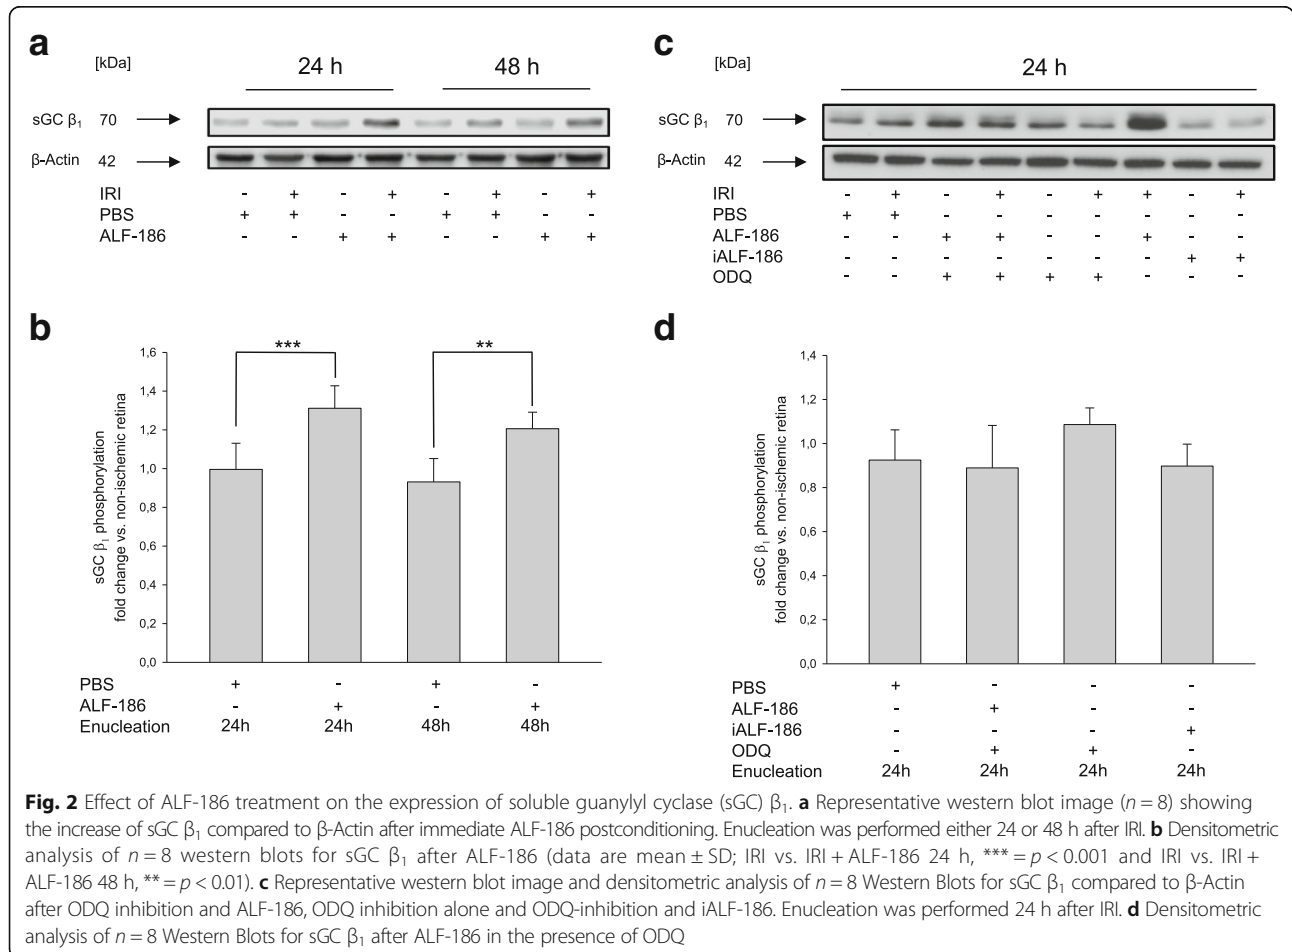 a
[kDa]
24 h
48 h
sGC β1 70
β-Actin 42
IRI - + - + - + - +
PBS + + - - + + - -
ALF-186 - - + + - - + +
c
[kDa]
24 h
sGC β1 70
β-Actin 42
IRI - + - + - + + - +
PBS + + - - - - - - -
ALF-186 - - + + - - + - -
iALF-186 - - - - - - - + +
ODQ - - + + + + - - -
b
sGC β1 phosphorylation
fold change vs. non-ischemic retina
1,6
1,4
1,2
1,0
0,8
0,6
0,4
0,2
0,0
***
**
PBS + - + -
ALF-186 - + - +
Enucleation 24h 24h 48h 48h
d
sGC β1 phosphorylation
fold change vs. non-ischemic retina
1,4
1,2
1,0
0,8
0,6
0,4
0,2
0,0
PBS + - - -
ALF-186 - + - -
iALF-186 - - - +
ODQ - + + -
Enucleation 24h 24h 24h 24h
Fig. 2 Effect of ALF-186 treatment on the expression of soluble guanylyl cyclase (sGC) β1. a Representative western blot image (n = 8) showing
the increase of sGC β1 compared to β-Actin after immediate ALF-186 postconditioning. Enucleation was performed either 24 or 48 h after IRI. b Densitometric
analysis of n = 8 western blots for sGC β1 after ALF-186 (data are mean ± SD; IRI vs. IRI + ALF-186 24 h, *** = p < 0.001 and IRI vs. IRI +
ALF-186 48 h, ** = p < 0.01). c Representative western blot image and densitometric analysis of n = 8 Western Blots for sGC β1 compared to β-Actin
after ODQ inhibition and ALF-186, ODQ inhibition alone and ODQ-inhibition and iALF-186. Enucleation was performed 24 h after IRI. d Densitometric
analysis of n = 8 Western Blots for sGC β1 after ALF-186 in the presence of ODQ